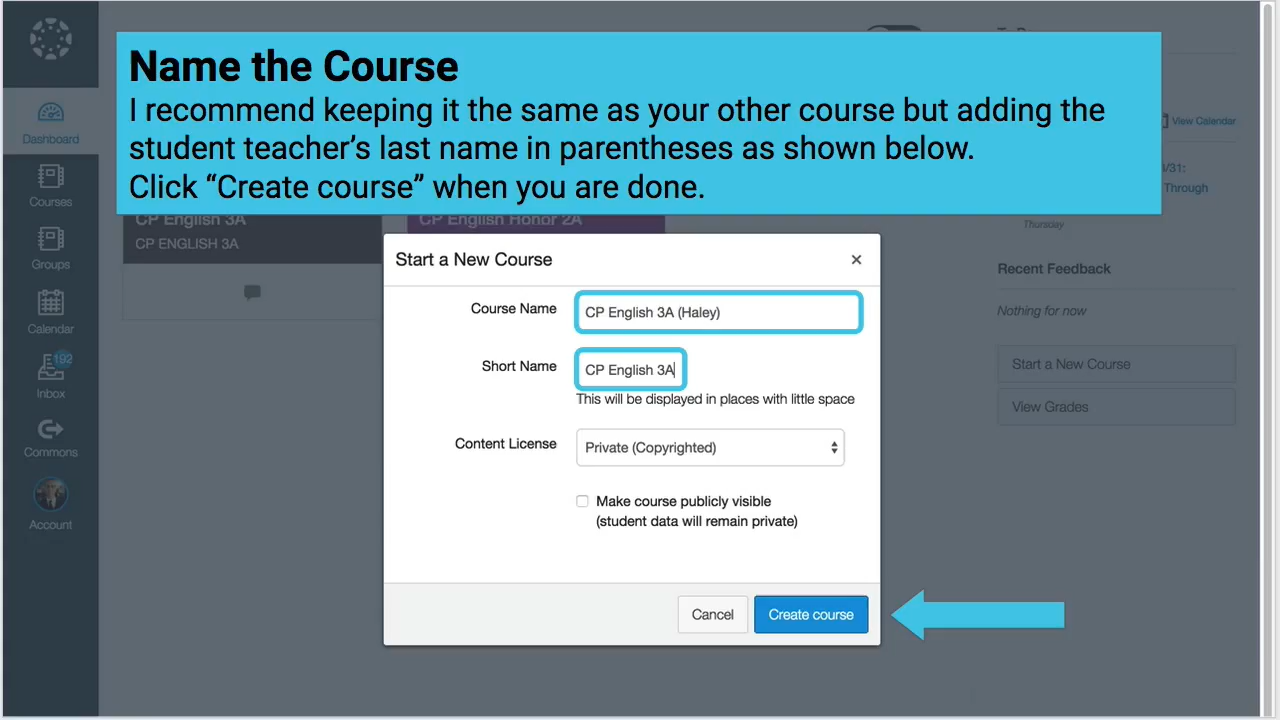 Name the Course
I recommend keeping it the same as your other course but adding the
student teacher's last name in parentheses as shown below.
Click “Create course” when you are done.
Dashboard
Courses
Groups
Calendar
192
Inbox
Commons
Account
CP English 3A
CP ENGLISH 3A
CP English Honor 2A
View Calendar
Through
Thursday
Recent Feedback
Nothing for now
Start a New Course
View Grades
Start a New Course
Course Name
CP English 3A (Haley)
Short Name
CP English 3A
This will be displayed in places with little space
Content License
Private (Copyrighted)
Make course publicly visible
(student data will remain private)
Cancel
Create course